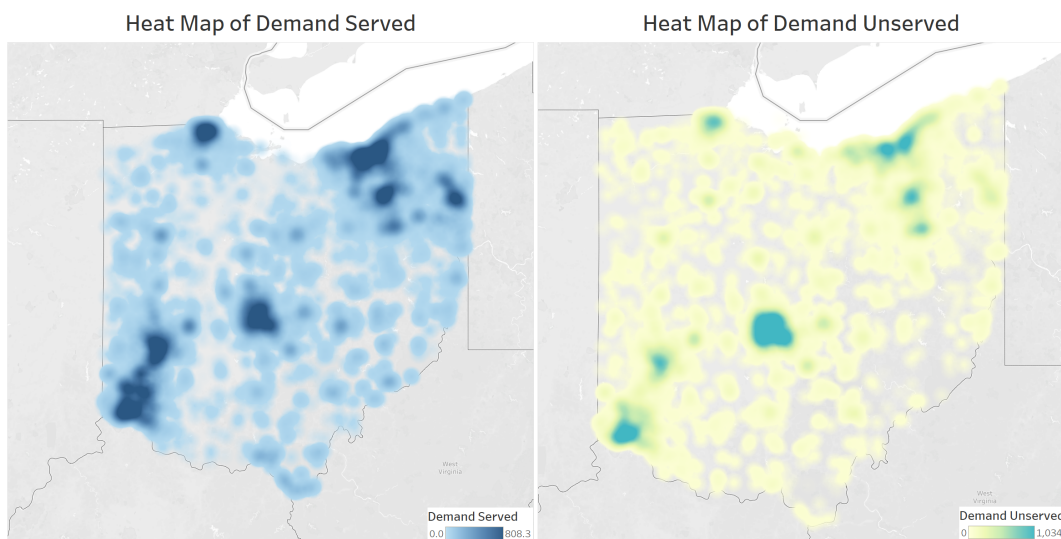 Heat Map of Demand Served
Heat Map of Demand Unserved
West
Virginia
Demand Served
0.0 808.3
West
Virginia
Demand Unserved
0 1,034